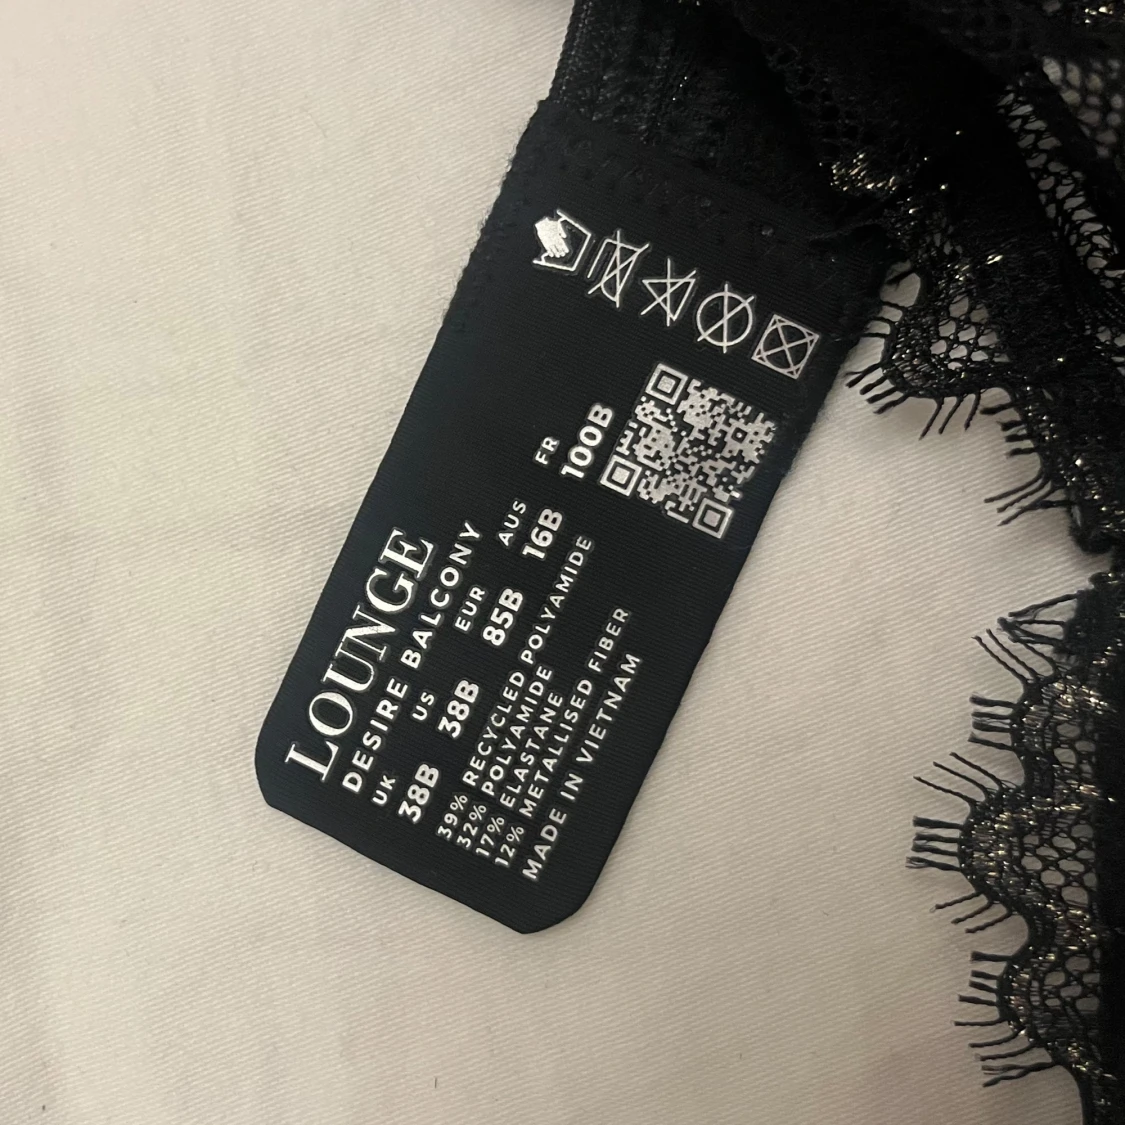 LOUNGE
DESIRE BALCONY
UK US EUR AUS FR
38B 38B 85B 16B 100B
39% RECYCLED POLYAMIDE
32% POLYAMIDE
17% ELASTANE
12% METALLISED FIBER
MADE IN VIETNAM